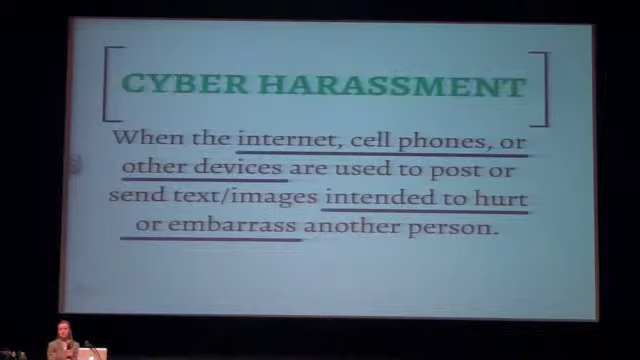 CYBER HARASSMENT
When the internet, cell phones, or
other devices are used to post or
send text/images intended to hurt
or embarrass another person.